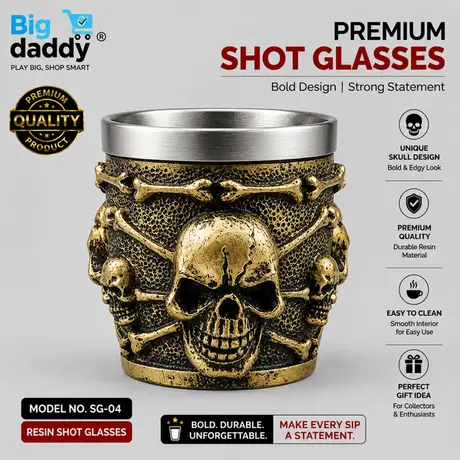 Big
daddy®
PLAY BIG, SHOP SMART
PREMIUM
SHOT GLASSES
Bold Design | Strong Statement
PREMIUM
QUALITY
PRODUCT
UNIQUE
SKULL DESIGN
Bold & Edgy Look
PREMIUM
QUALITY
Durable Resin
Material
EASY TO CLEAN
Smooth Interior
for Easy Use
PERFECT
GIFT IDEA
For Collectors
& Enthusiasts
MODEL NO. SG-04
RESIN SHOT GLASSES
BOLD. DURABLE.
UNFORGETTABLE.
MAKE EVERY SIP
A STATEMENT.